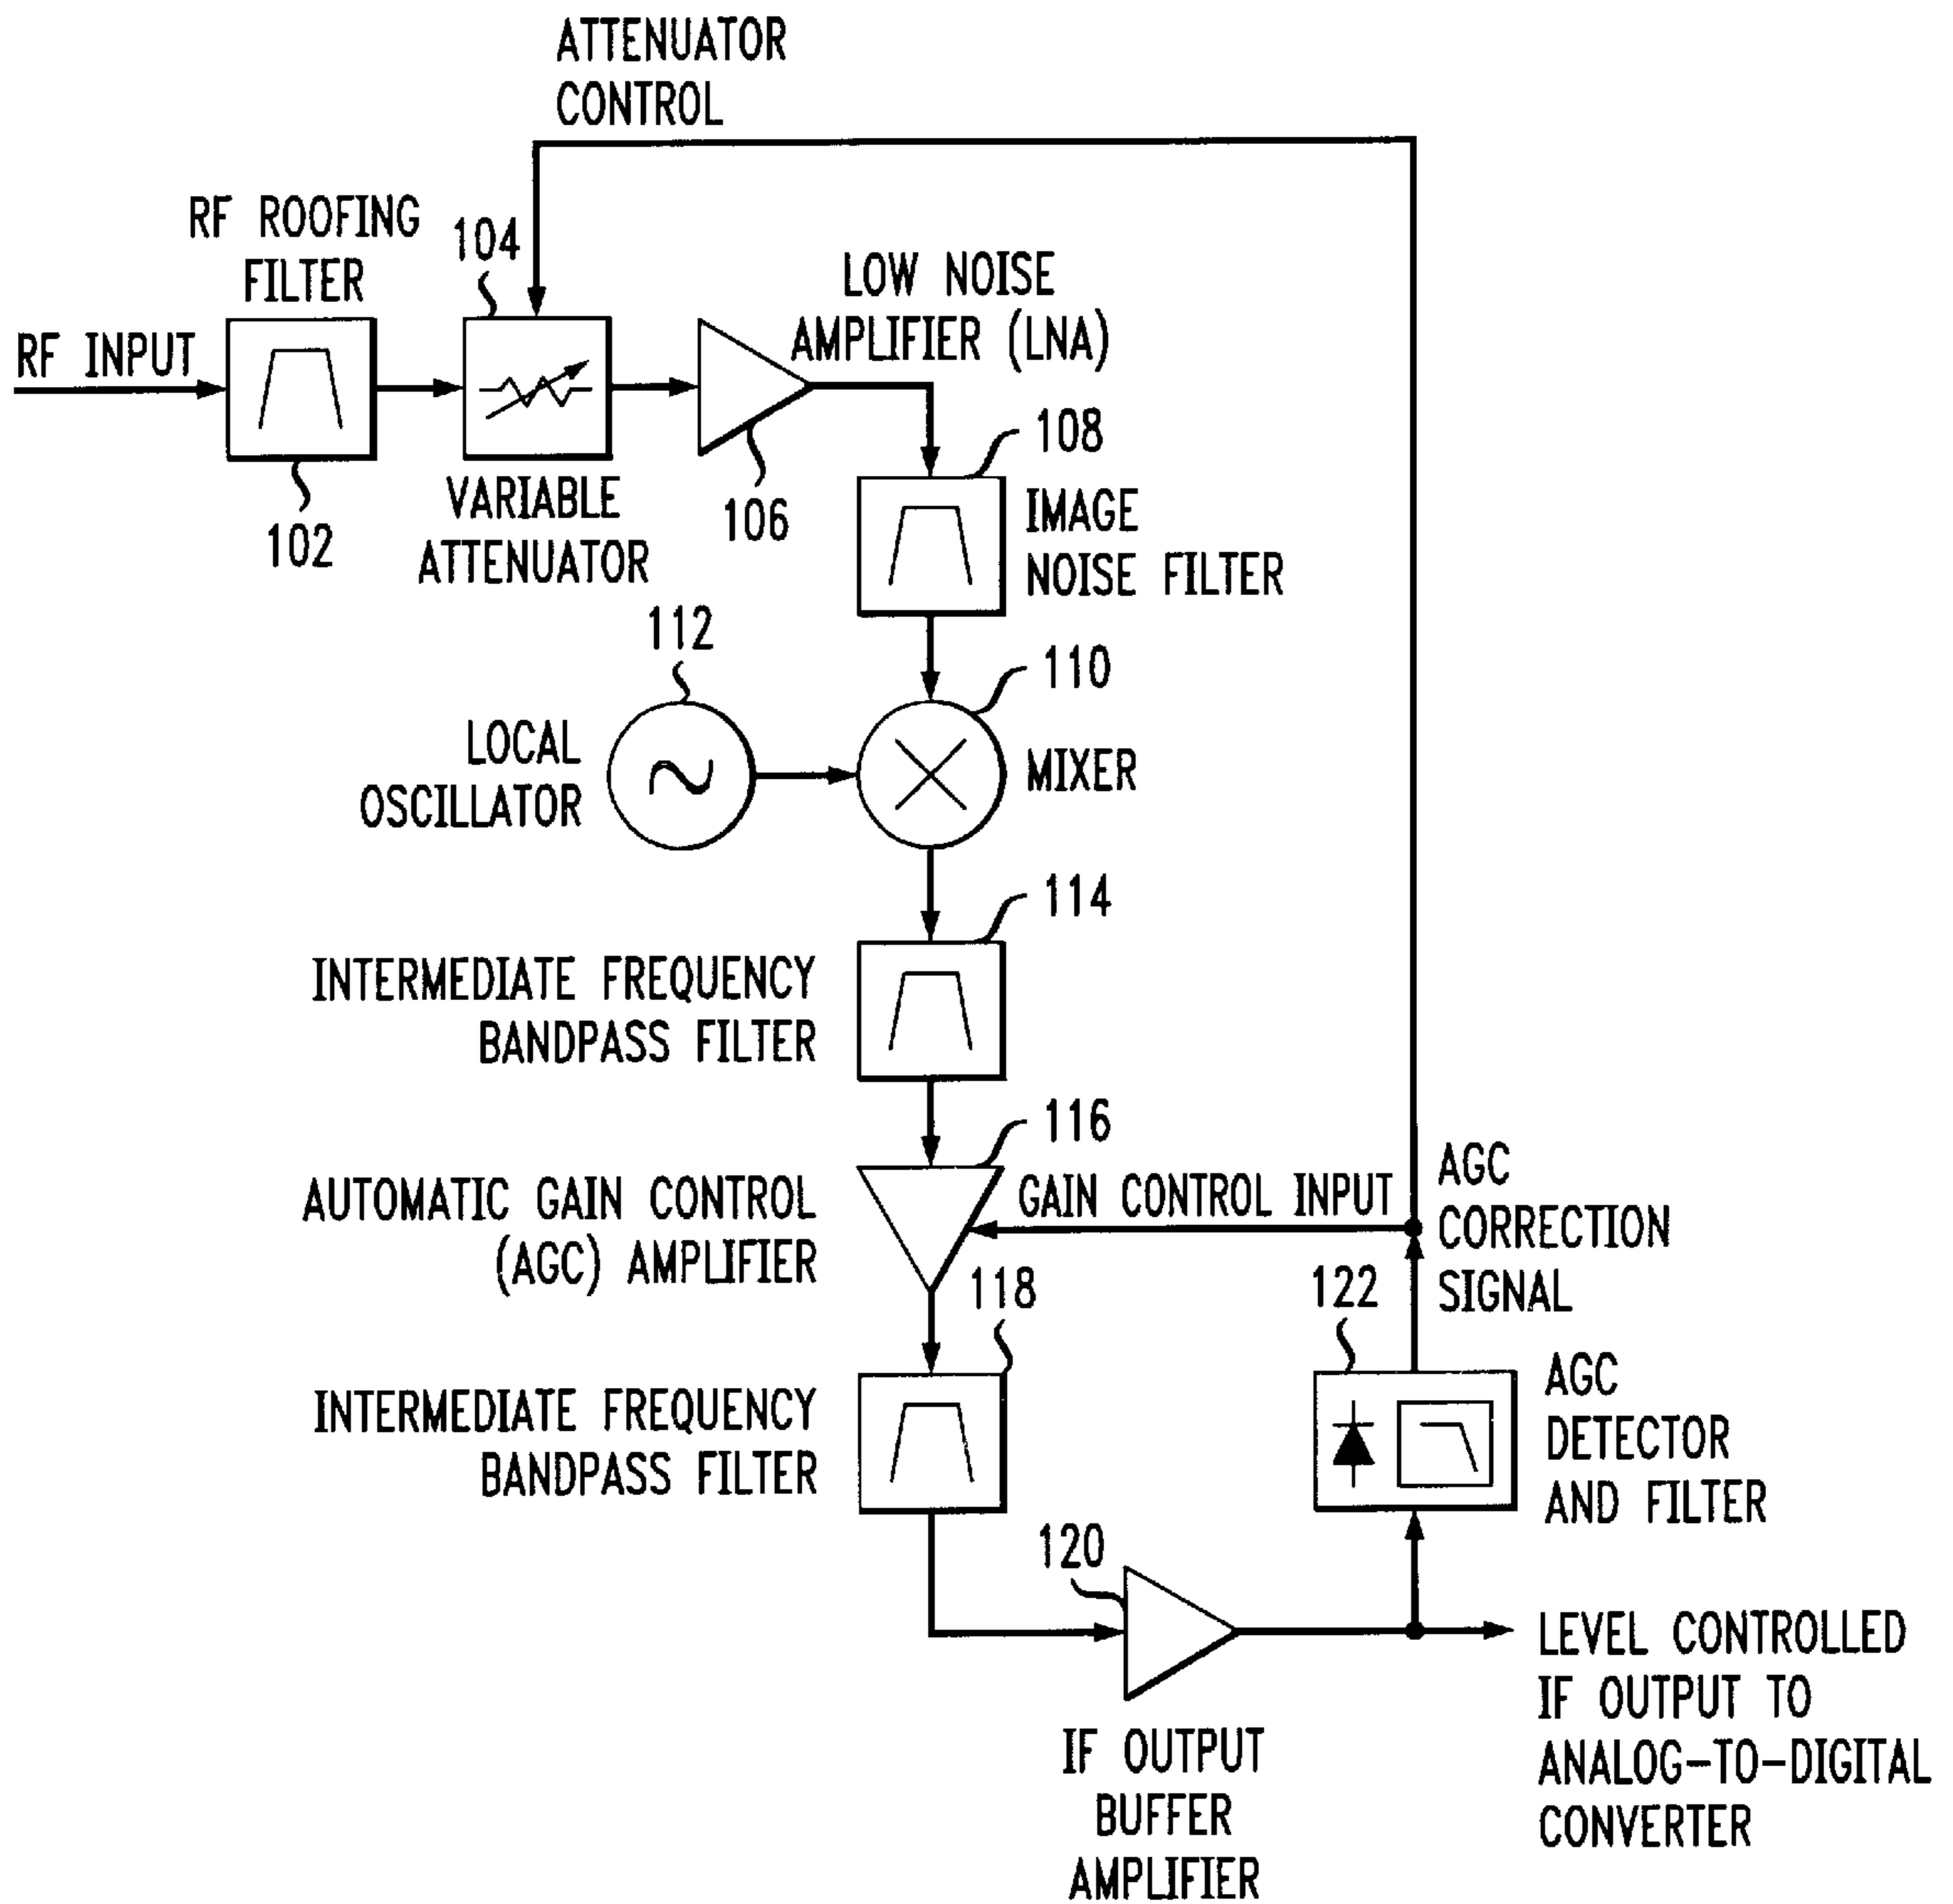 ATTENUATOR
CONTROL
RF ROOFING
FILTER
104
LOW NOISE
AMPLIFIER (LNA)
RF INPUT
108
VARIABLE
ATTENUATOR
106
IMAGE
NOISE FILTER
102
112
110
LOCAL
OSCILLATOR
MIXER
114
INTERMEDIATE FREQUENCY
BANDPASS FILTER
116
AUTOMATIC GAIN CONTROL
(AGC) AMPLIFIER
GAIN CONTROL INPUT
AGC
CORRECTION
SIGNAL
118
122
INTERMEDIATE FREQUENCY
BANDPASS FILTER
AGC
DETECTOR
AND FILTER
120
LEVEL CONTROLLED
IF OUTPUT TO
ANALOG-TO-DIGITAL
CONVERTER
IF OUTPUT
BUFFER
AMPLIFIER